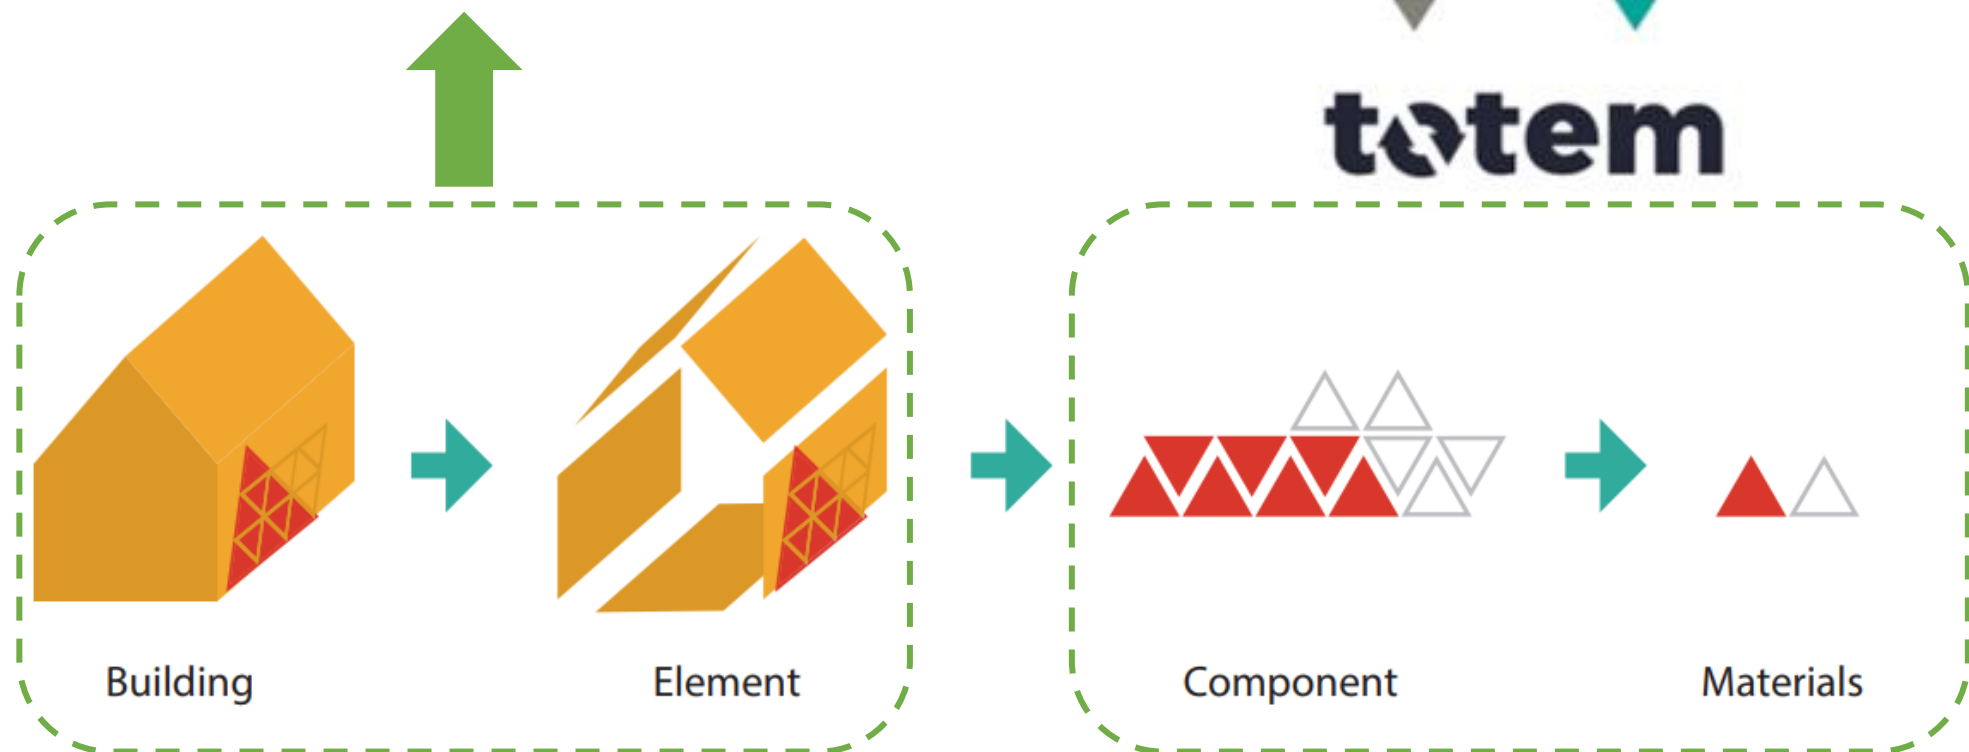 totem
Building
Element
Component
Materials